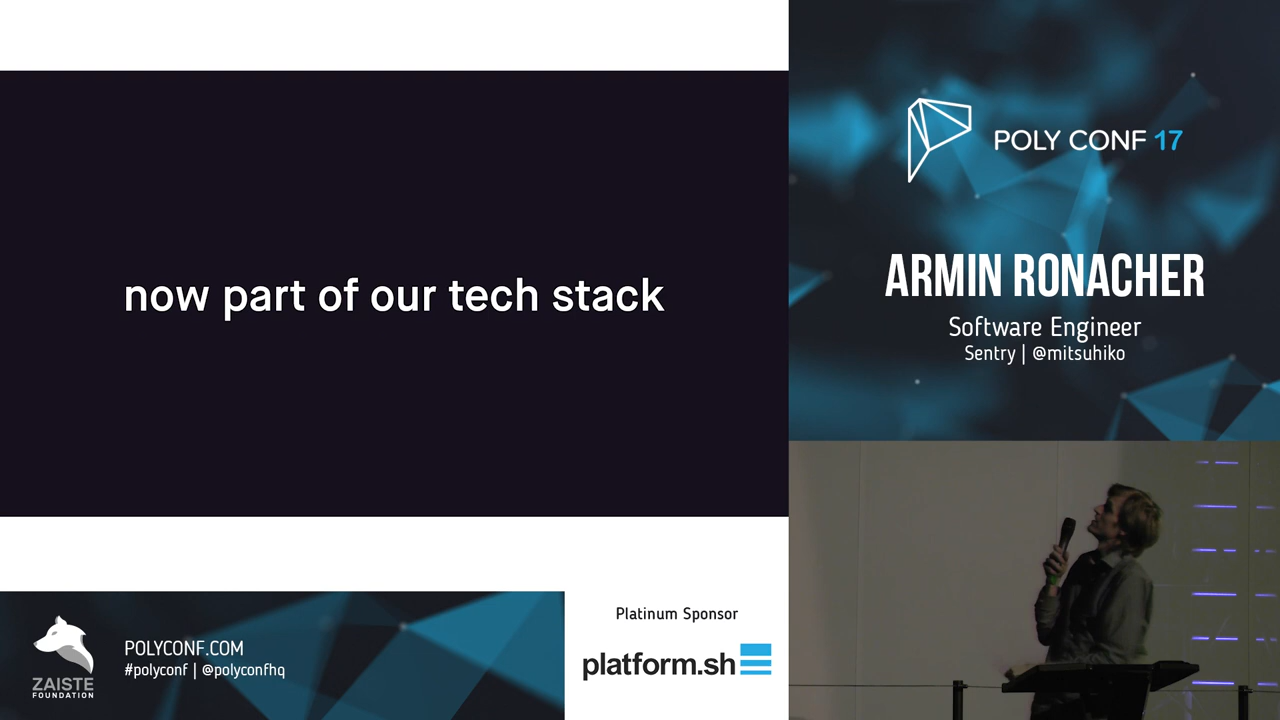 now part of our tech stack
POLY CONF 17
ARMIN RONACHER
Software Engineer
Sentry | @mitsuhiko
ZAISTE
FOUNDATION
POLYCONF.COM
#polyconf | @polyconfhq
Platinum Sponsor
platform.sh